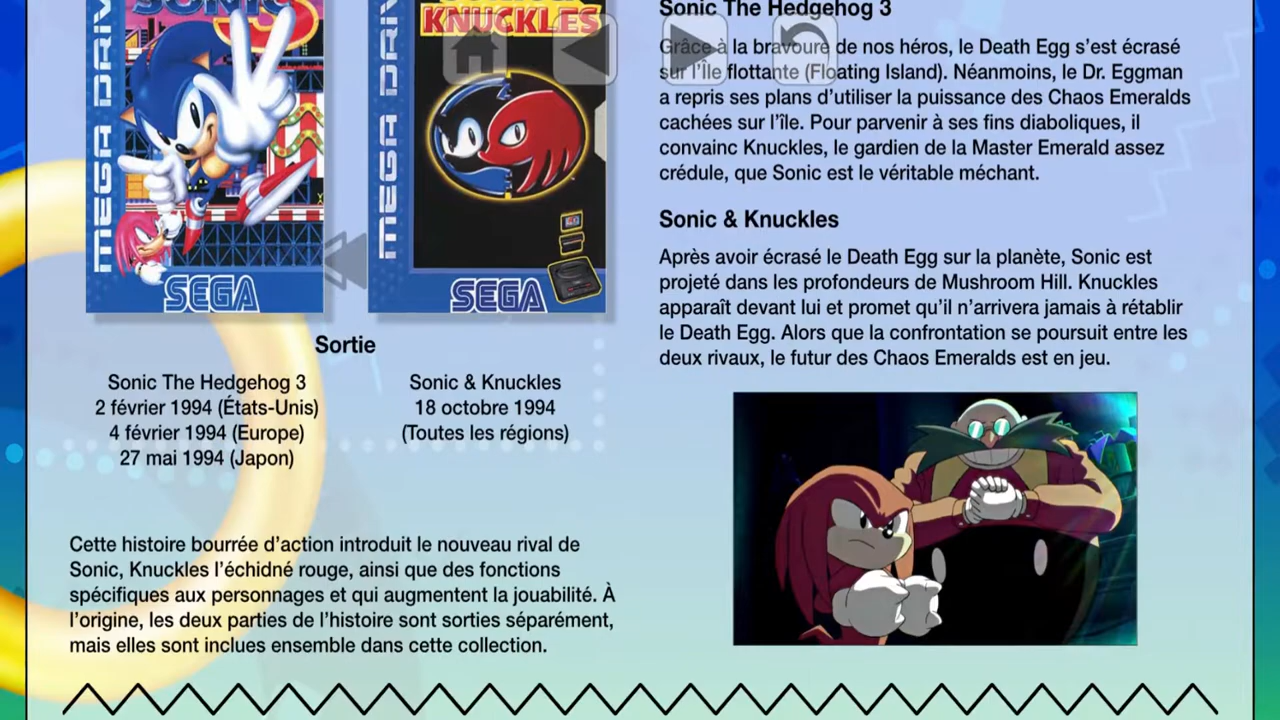 SONIC
3
MEGA DRIVE
SEGA
KNUCKLES
MEGA DRIVE
SEGA
Sortie
Sonic The Hedgehog 3
2 février 1994 (États-Unis)
4 février 1994 (Europe)
27 mai 1994 (Japon)
Sonic & Knuckles
18 octobre 1994
(Toutes les régions)
Cette histoire bourrée d’action introduit le nouveau rival de
Sonic, Knuckles l’échidné rouge, ainsi que des fonctions
spécifiques aux personnages et qui augmentent la jouabilité. À
l’origine, les deux parties de l’histoire sont sorties séparément,
mais elles sont inclues ensemble dans cette collection.
Sonic The Hedgehog 3
Grâce à la bravoure de nos héros, le Death Egg s’est écrasé
sur l’Île flottante (Floating Island). Néanmoins, le Dr. Eggman
a repris ses plans d’utiliser la puissance des Chaos Emeralds
cachées sur l’île. Pour parvenir à ses fins diaboliques, il
convainc Knuckles, le gardien de la Master Emerald assez
crédule, que Sonic est le véritable méchant.
Sonic & Knuckles
Après avoir écrasé le Death Egg sur la planète, Sonic est
projeté dans les profondeurs de Mushroom Hill. Knuckles
apparaît devant lui et promet qu’il n’arrivera jamais à rétablir
le Death Egg. Alors que la confrontation se poursuit entre les
deux rivaux, le futur des Chaos Emeralds est en jeu.